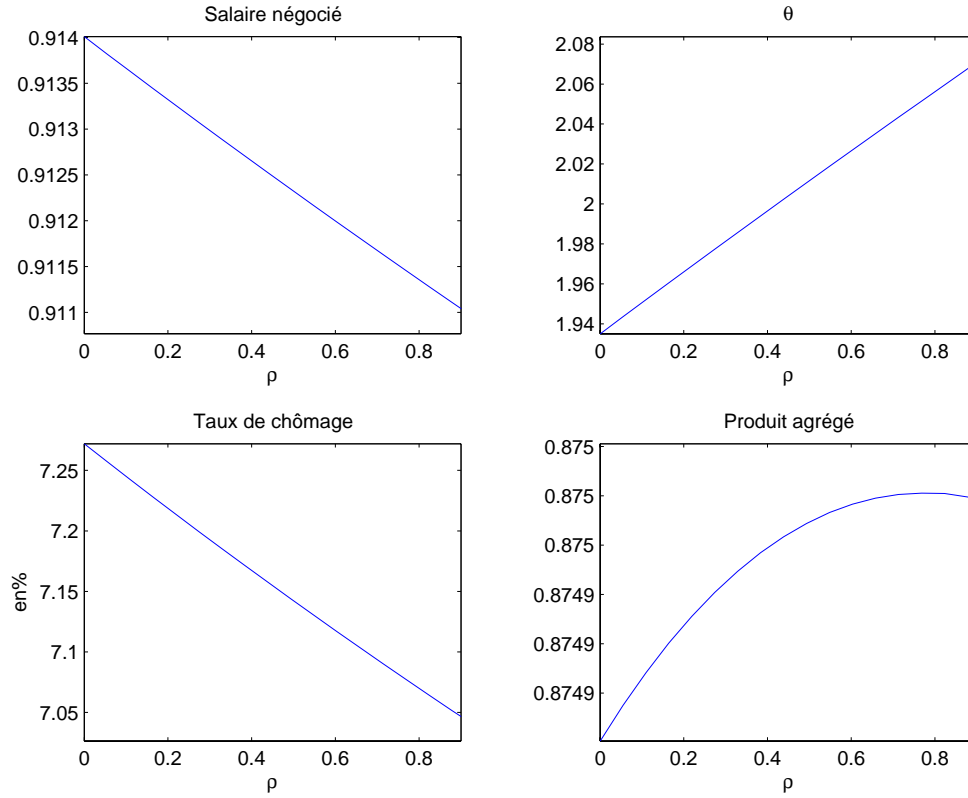 Salaire négocié
0.914
0.9135
0.913
0.9125
0.912
0.9115
0.911
0 0.2 0.4 0.6 0.8
ρ
θ
2.08
2.06
2.04
2.02
2
1.98
1.96
1.94
0 0.2 0.4 0.6 0.8
ρ
Taux de chômage
en%
7.25
7.2
7.15
7.1
7.05
0 0.2 0.4 0.6 0.8
ρ
Produit agrégé
0.875
0.875
0.875
0.8749
0.8749
0.8749
0 0.2 0.4 0.6 0.8
ρ